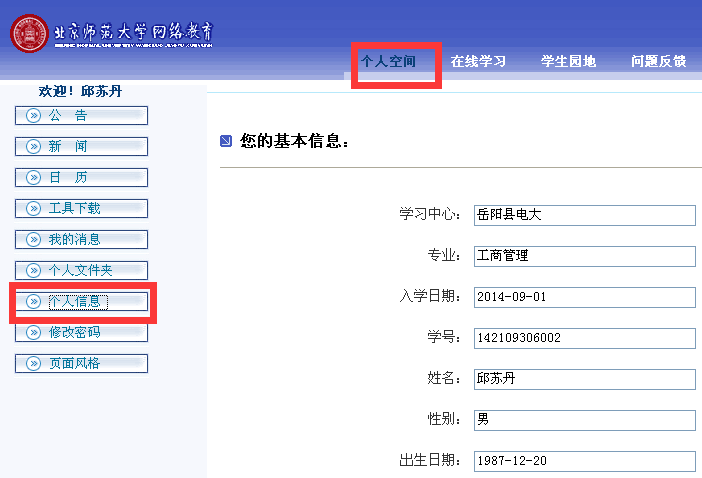 北京师范大学网络教育
个人空间 在线学习 学生园地 问题反馈
欢迎！邱苏丹
公 告
新 闻
日 历
工具下载
我的消息
个人文件夹
个人信息
修改密码
页面风格
您的基本信息：
学习中心： 岳阳县电大
专业： 工商管理
入学日期： 2014-09-01
学号： 142109306002
姓名： 邱苏丹
性别： 男
出生日期： 1987-12-20